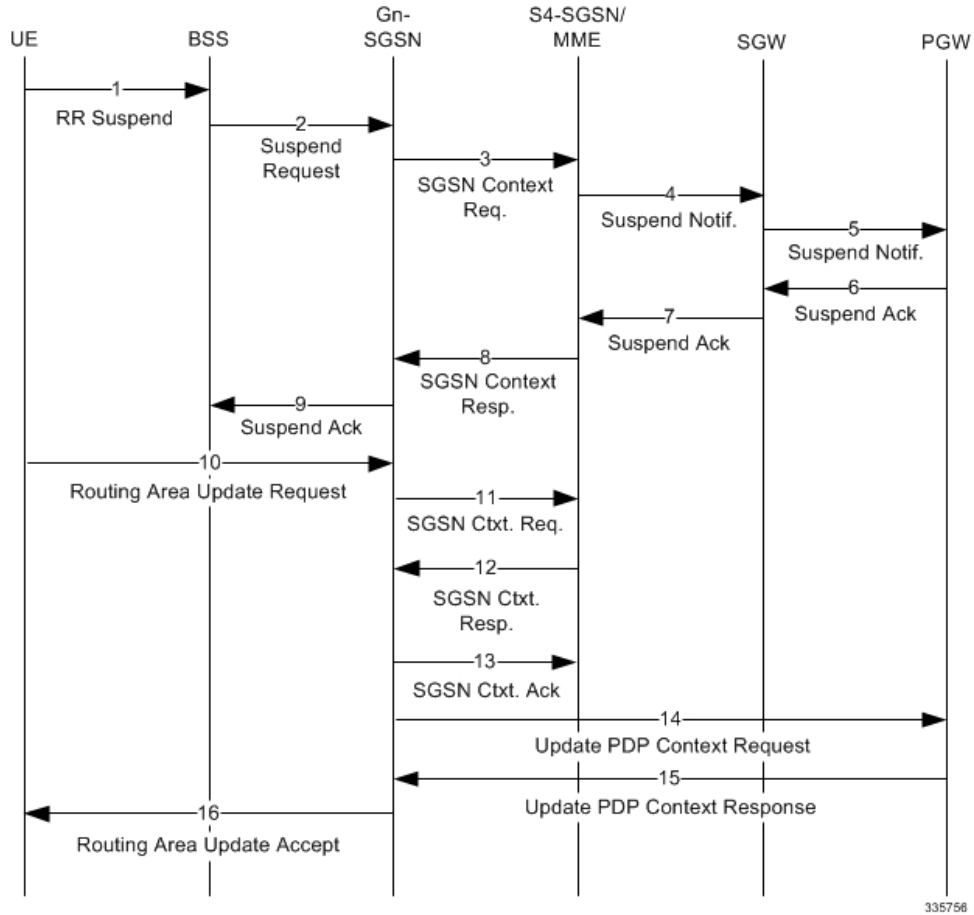 Gn-
S4-SGSN/
UE
BSS
SGSN
MME
SGW
PGW
1
RR Suspend
2
Suspend
Request
3
SGSN Context
Req.
4
Suspend Notif.
5
Suspend Notif.
6
Suspend Ack
7
Suspend Ack
8
SGSN Context
Resp.
9
Suspend Ack
10
Routing Area Update Request
11
SGSN Ctxt. Req.
12
SGSN Ctxt.
Resp.
13
SGSN Ctxt. Ack
14
Update PDP Context Request
15
Update PDP Context Response
16
Routing Area Update Accept
335756